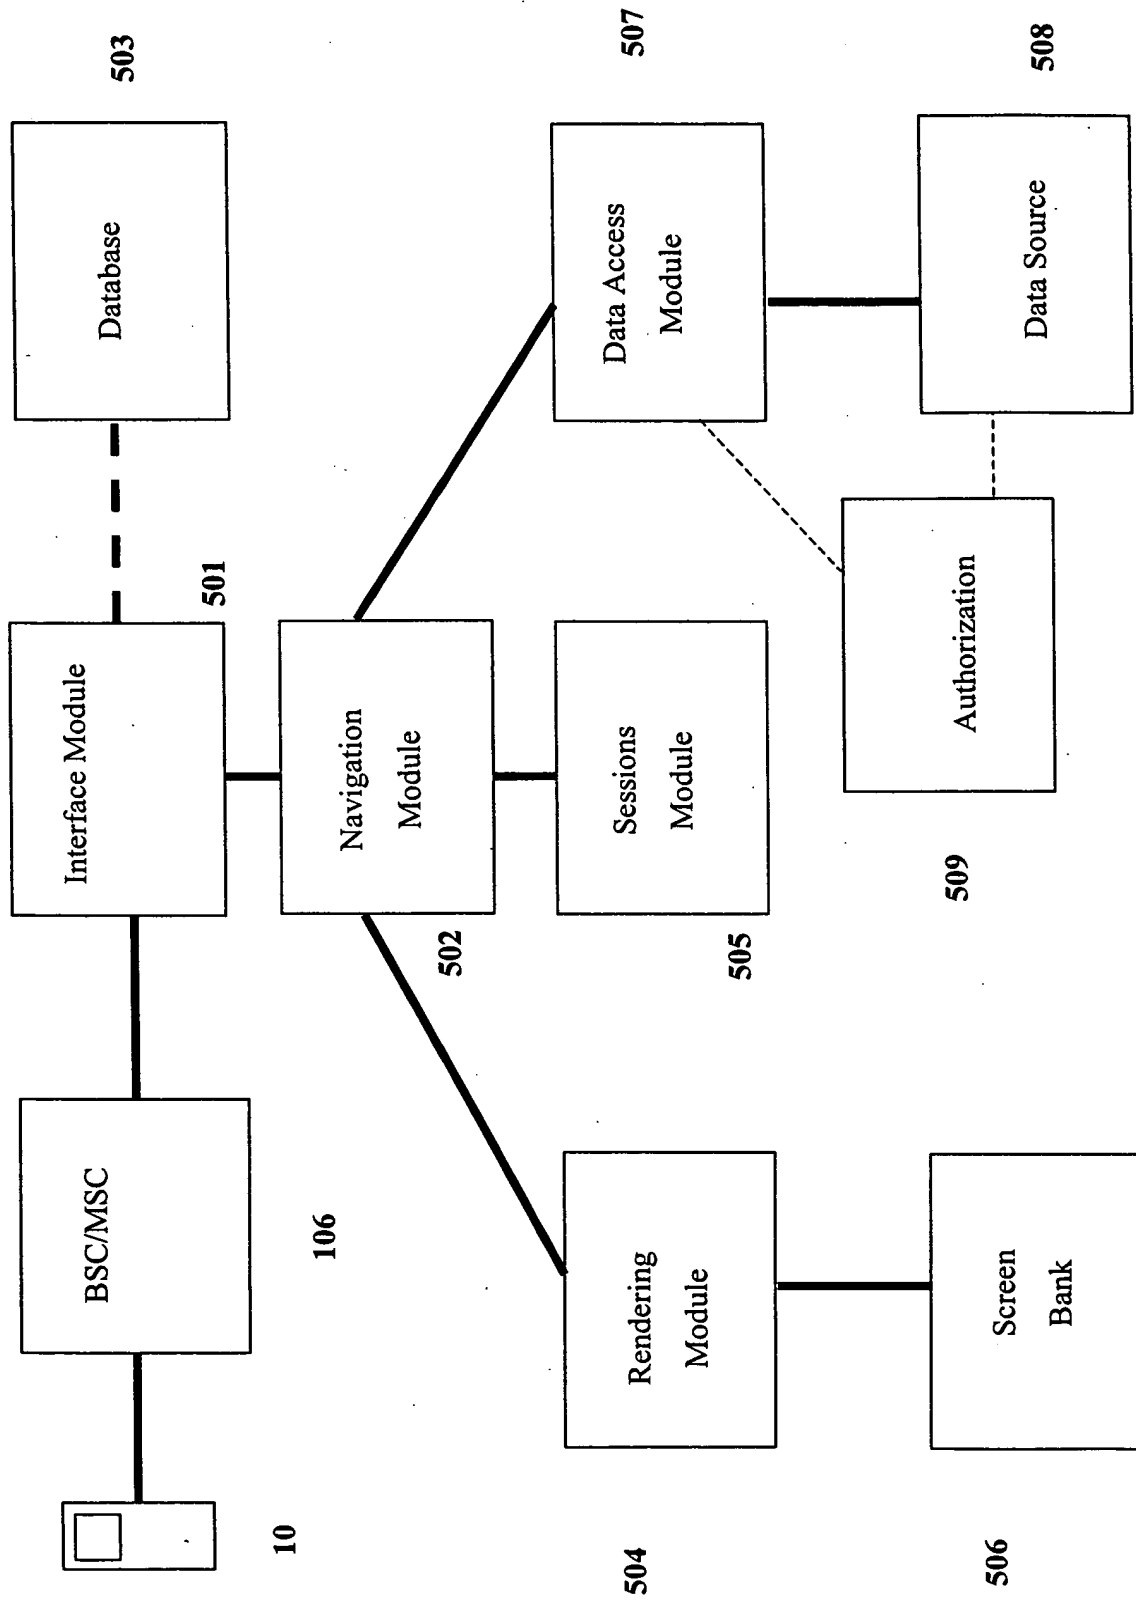 10
BSC/MSC
106
Interface Module
501
Database
503
Navigation
Module
502
Rendering
Module
504
Sessions
Module
505
Data Access
Module
507
Screen
Bank
506
Authorization
509
Data Source
508